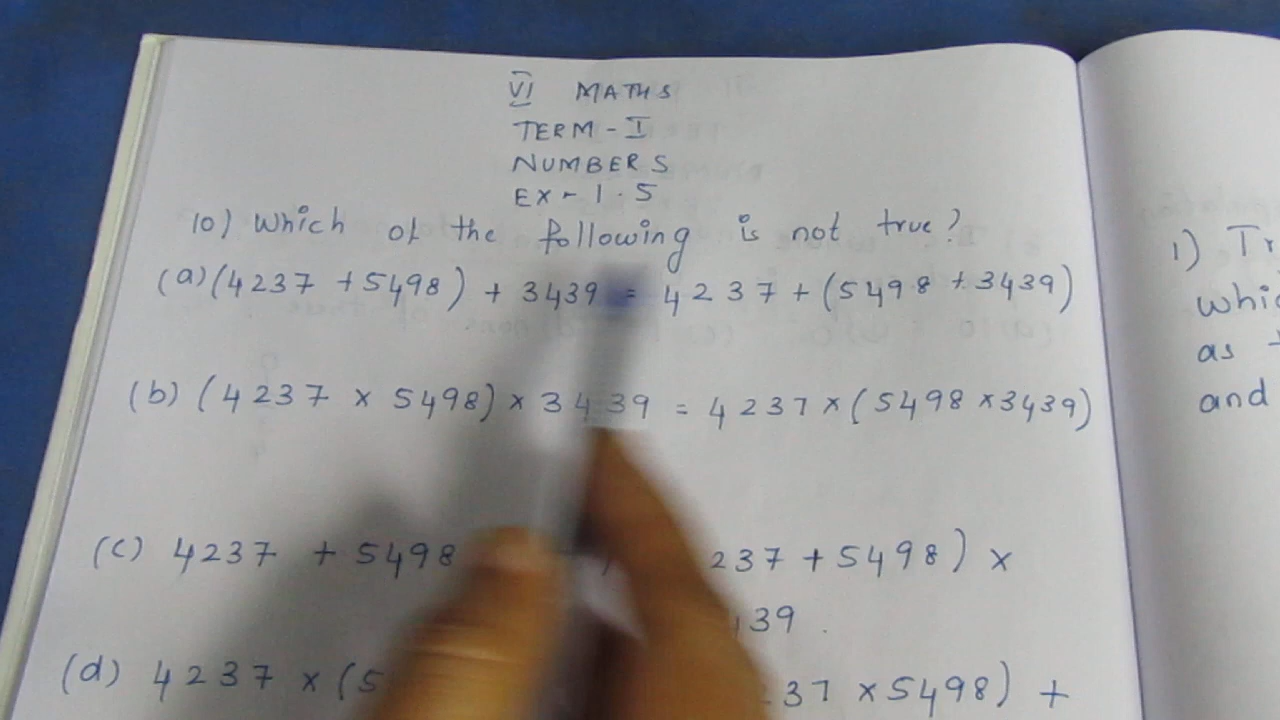 VI MATHS
TERM - I
NUMBERS
EX - 1.5
10) Which of the following is not true?
(a) (4237 + 5498) + 3439 = 4237 + (5498 + 3439)
(b) (4237 × 5498) × 3439 = 4237 × (5498 × 3439)
(c) 4237 + 5498 237 + 5498) ×
39.
(d) 4237 × (5 37 × 5498) +
1) Tr
whic
as
and